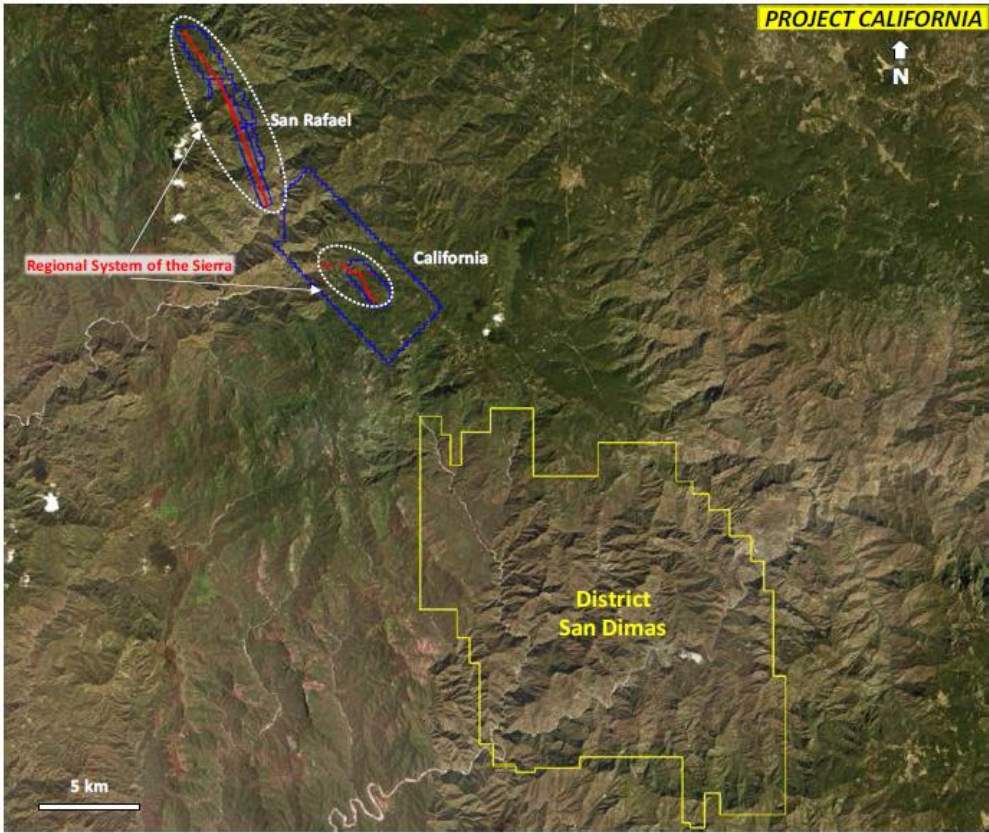 PROJECT CALIFORNIA
N
San Rafael
Regional System of the Sierra
California
District
San Dimas
5 km